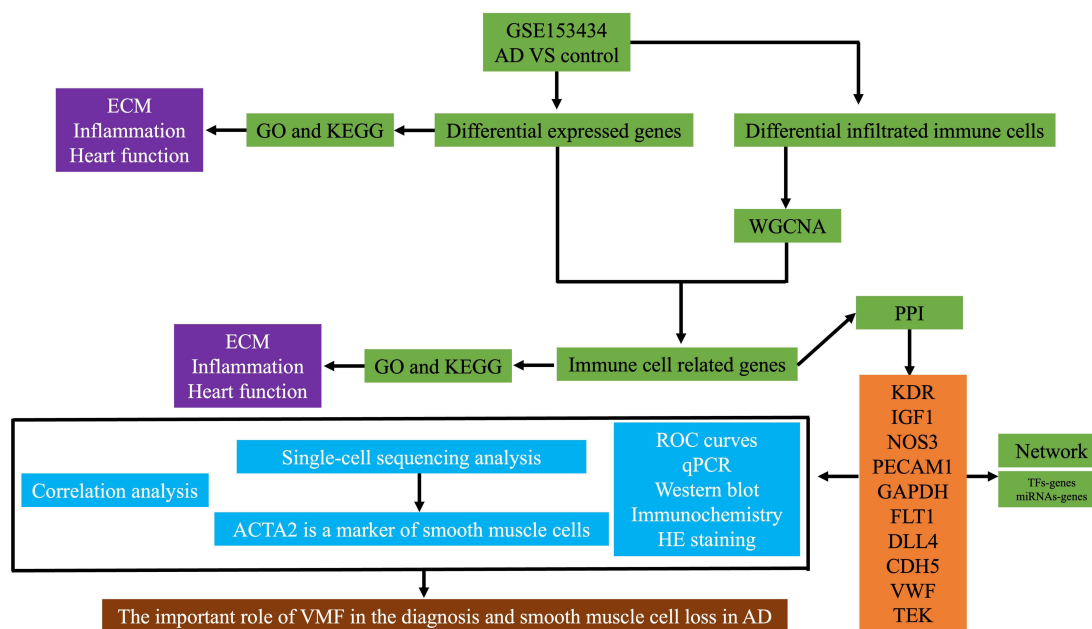 GSE153434
AD VS control
ECM
Inflammation
Heart function
GO and KEGG
Differential expressed genes
Differential infiltrated immune cells
WGCNA
PPI
ECM
Inflammation
Heart function
GO and KEGG
Immune cell related genes
KDR
IGF1
NOS3
PECAM1
GAPDH
FLT1
DLL4
CDH5
VWF
TEK
Network
TFs-genes
miRNAs-genes
Correlation analysis
Single-cell sequencing analysis
ACTA2 is a marker of smooth muscle cells
ROC curves
qPCR
Western blot
Immunochemistry
HE staining
The important role of VMF in the diagnosis and smooth muscle cell loss in AD